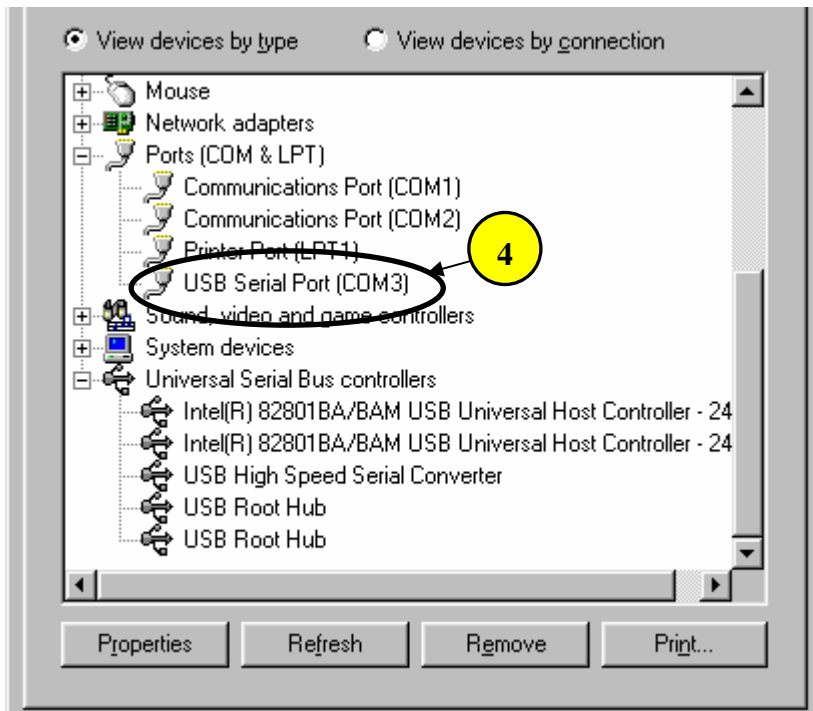 View devices by type View devices by connection
Mouse
Network adapters
Ports (COM & LPT)
Communications Port (COM1)
Communications Port (COM2)
Printer Port (LPT1)
4
USB Serial Port (COM3)
Sound, video and game controllers
System devices
Universal Serial Bus controllers
Intel(R) 82801BA/BAM USB Universal Host Controller - 24
Intel(R) 82801BA/BAM USB Universal Host Controller - 24
USB High Speed Serial Converter
USB Root Hub
USB Root Hub
Properties Refresh Remove Print...